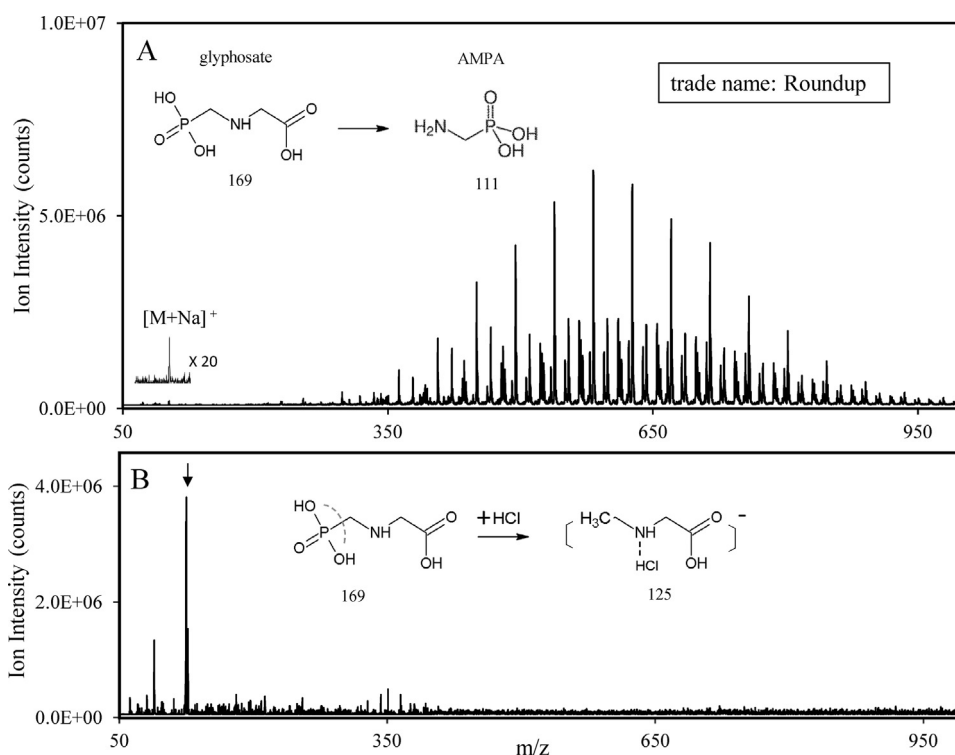 1.0E+07
A
glyphosate
AMPA
trade name: Roundup
HO
P
O
OH
NH
O
OH
169
H₂N
O
P
OH
OH
111
Ion Intensity (counts)
5.0E+06
[M+Na]⁺
X 20
0.0E+00
50
350
650
950
B
4.0E+06
HO
P
O
OH
NH
O
OH
169
+HCl
H₃C
NH
HCl
O
OH
−
125
Ion Intensity (counts)
2.0E+06
0.0E+00
50
350
m/z
650
950